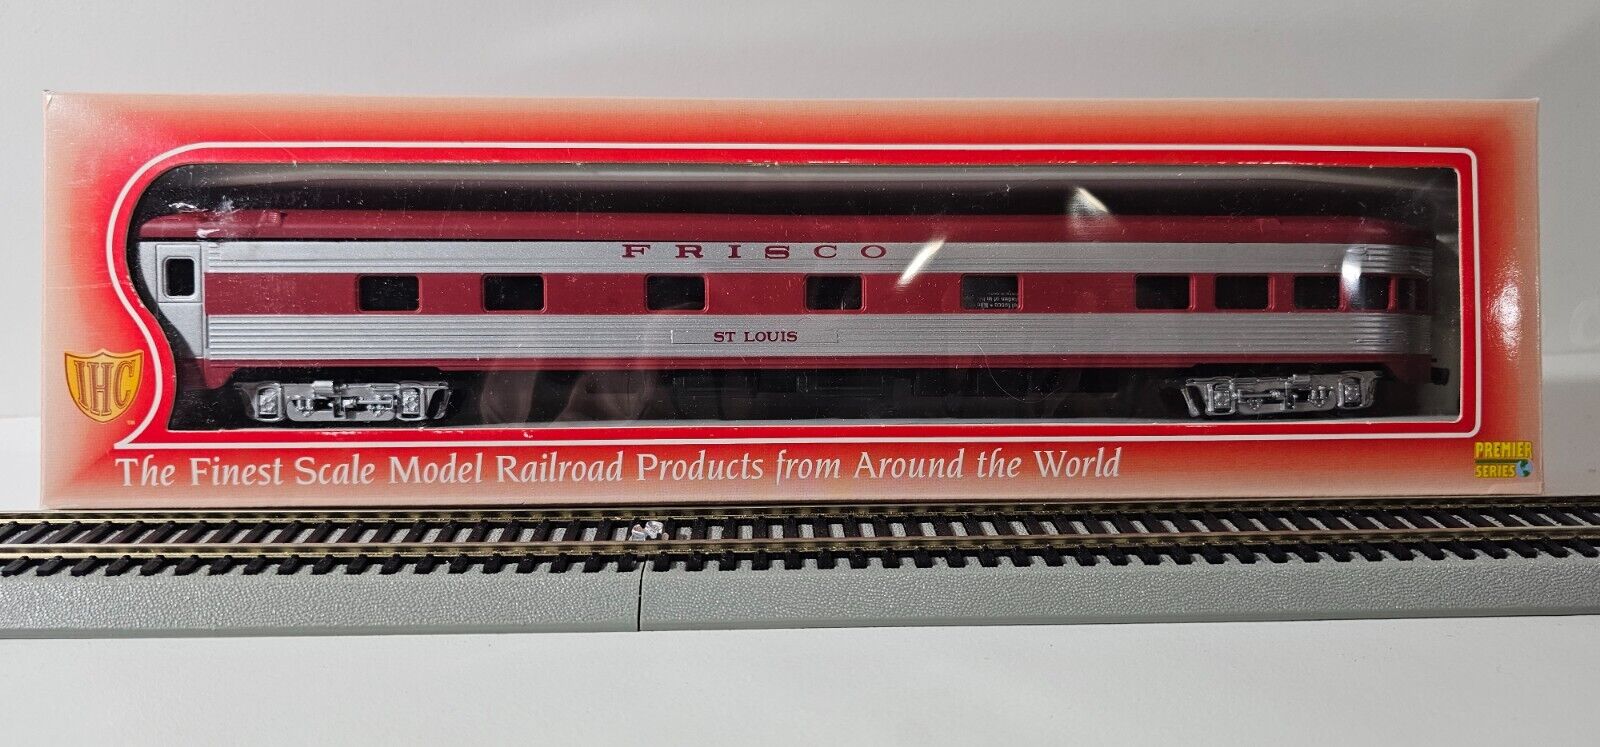 FRISCO
ST LOUIS
IHC
The Finest Scale Model Railroad Products from Around the World
PREMIER
SERIES